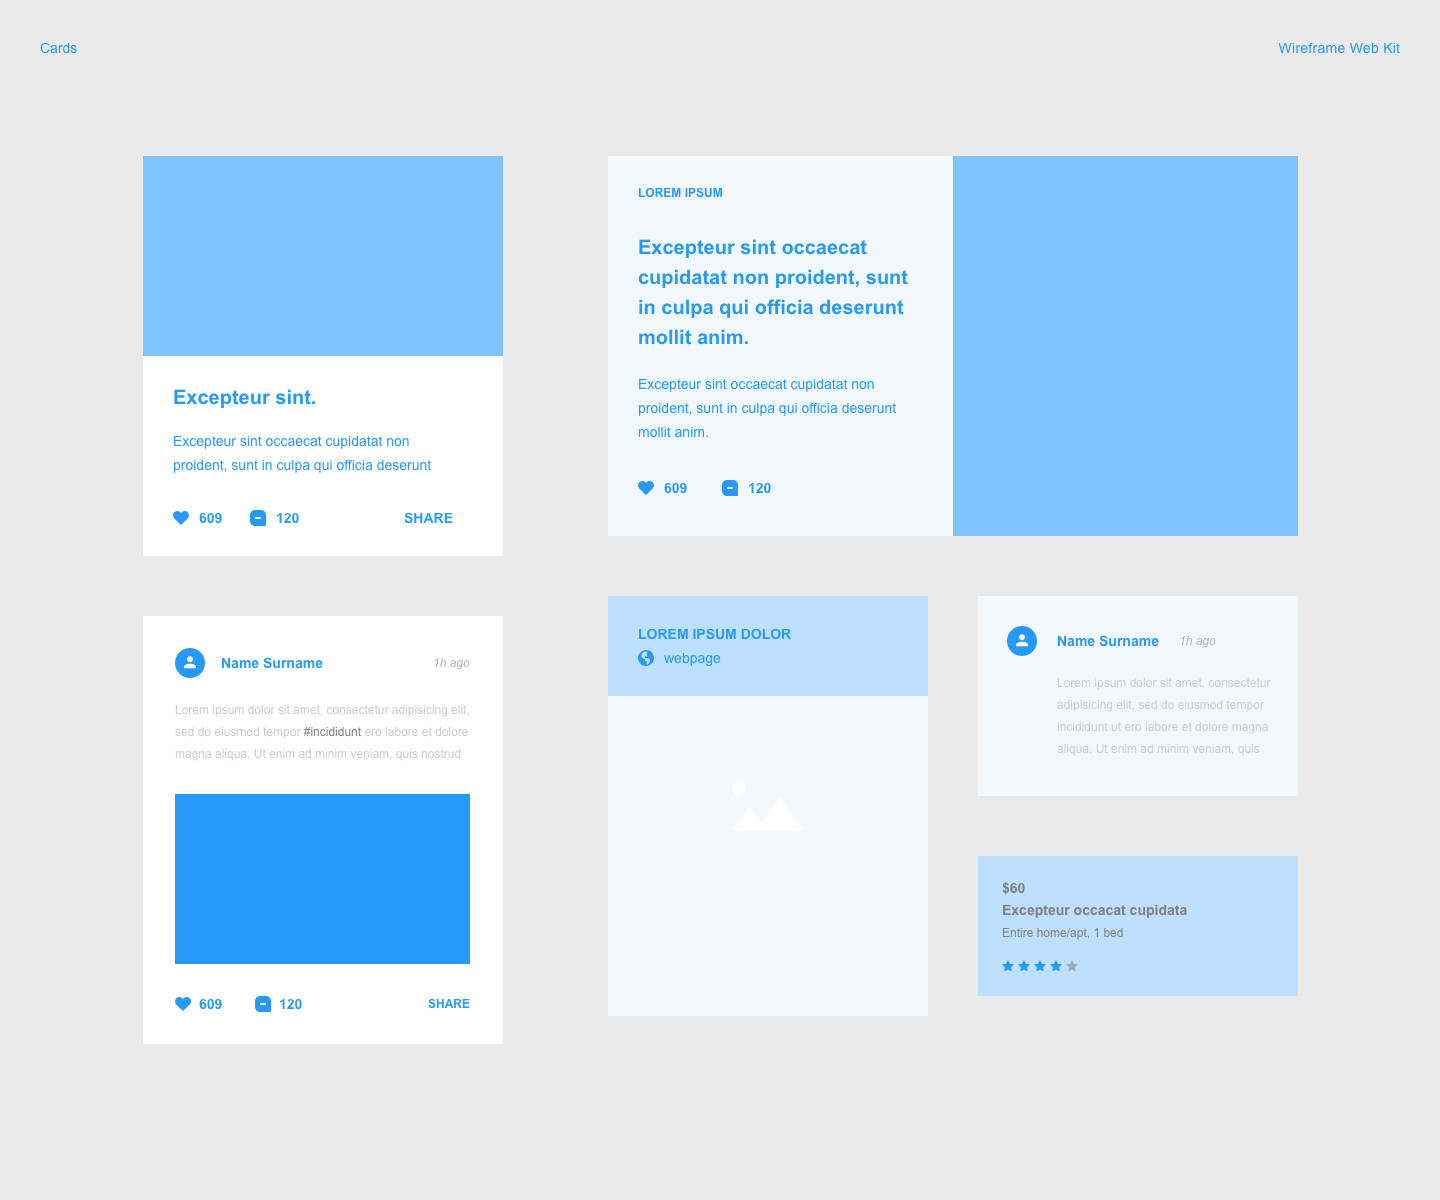 Cards
Wireframe Web Kit
Excepteur sint.
Excepteur sint occaecat cupidatat non
proident, sunt in culpa qui officia deserunt
609
120
SHARE
LOREM IPSUM
Excepteur sint occaecat
cupidatat non proident, sunt
in culpa qui officia deserunt
mollit anim.
Excepteur sint occaecat cupidatat non
proident, sunt in culpa qui officia deserunt
mollit anim.
609
120
Name Surname
1h ago
Lorem ipsum dolor sit amet, consectetur adipisicing elit,
sed do eiusmod tempor #incididunt ero labore et dolore
magna aliqua. Ut enim ad minim veniam, quis nostrud
609
120
SHARE
LOREM IPSUM DOLOR
webpage
Name Surname
1h ago
Lorem ipsum dolor sit amet, consectetur
adipisicing elit, sed do eiusmod tempor
incididunt ut ero labore et dolore magna
aliqua. Ut enim ad minim veniam, quis
$60
Excepteur occacat cupidata
Entire home/apt, 1 bed